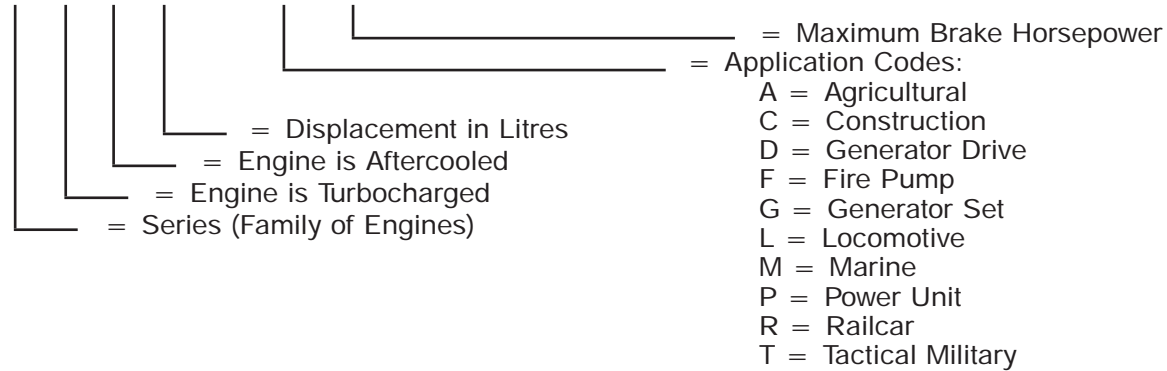 = Maximum Brake Horsepower
= Application Codes:
A = Agricultural
C = Construction
D = Generator Drive
F = Fire Pump
G = Generator Set
L = Locomotive
M = Marine
P = Power Unit
R = Railcar
T = Tactical Military
= Displacement in Litres
= Engine is Aftercooled
= Engine is Turbocharged
= Series (Family of Engines)